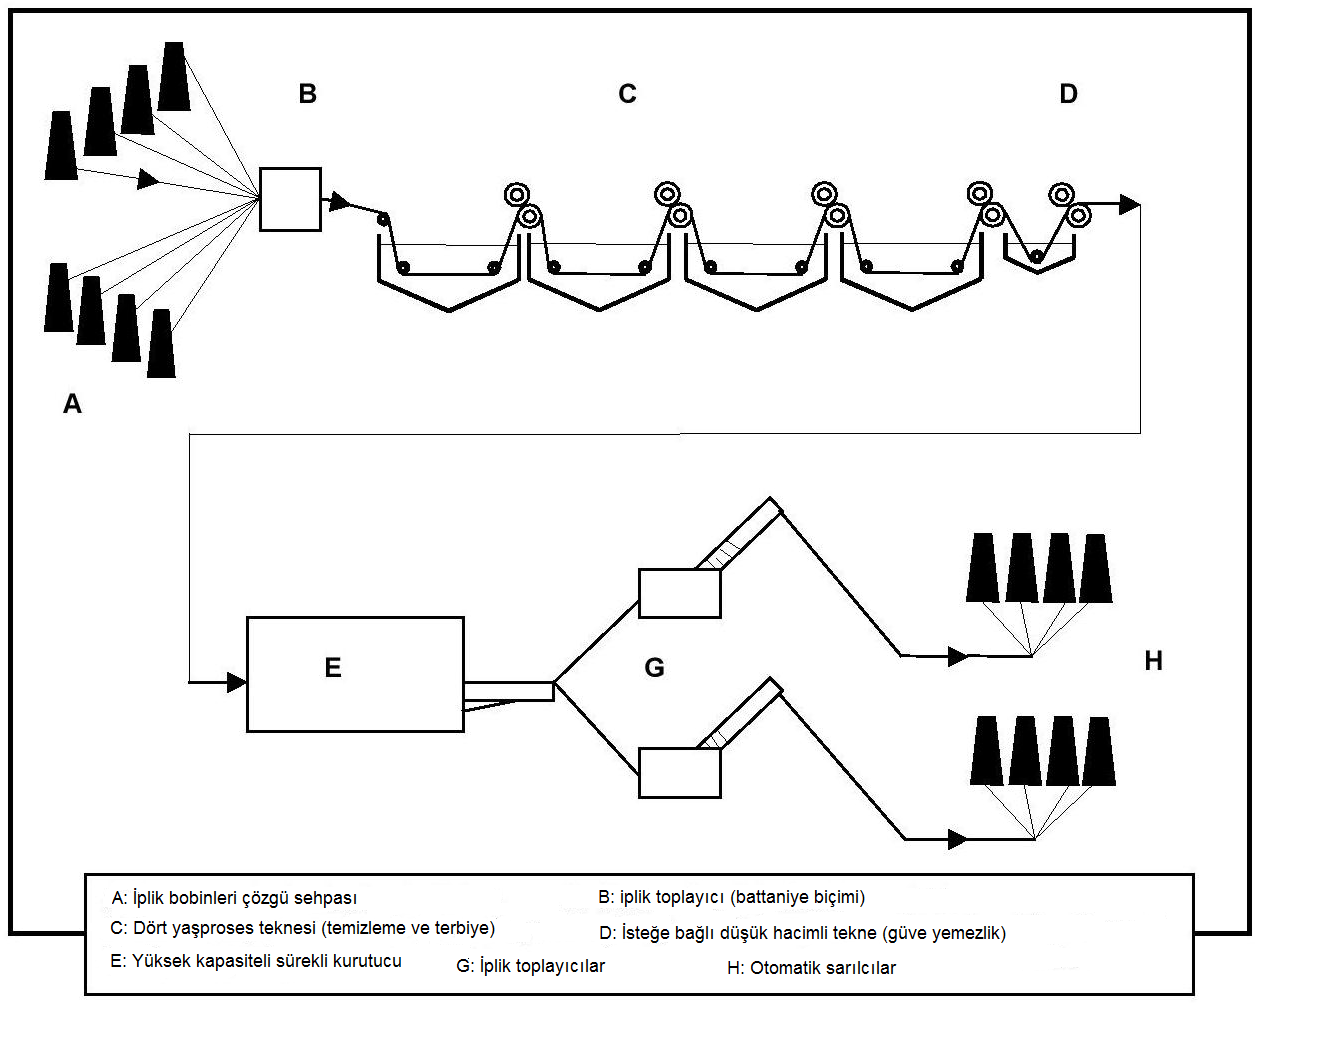 B
C
D
A
E
G
H
A: İplik bobinleri çözgü sehpası
B: iplik toplayıcı (battaniye biçimi)
C: Dört yaşproses teknesi (temizleme ve terbiye)
D: İsteğe bağlı düşük hacimli tekne (güve yemezlik)
E: Yüksek kapasiteli sürekli kurutucu
G: İplik toplayıcılar
H: Otomatik sarılcılar